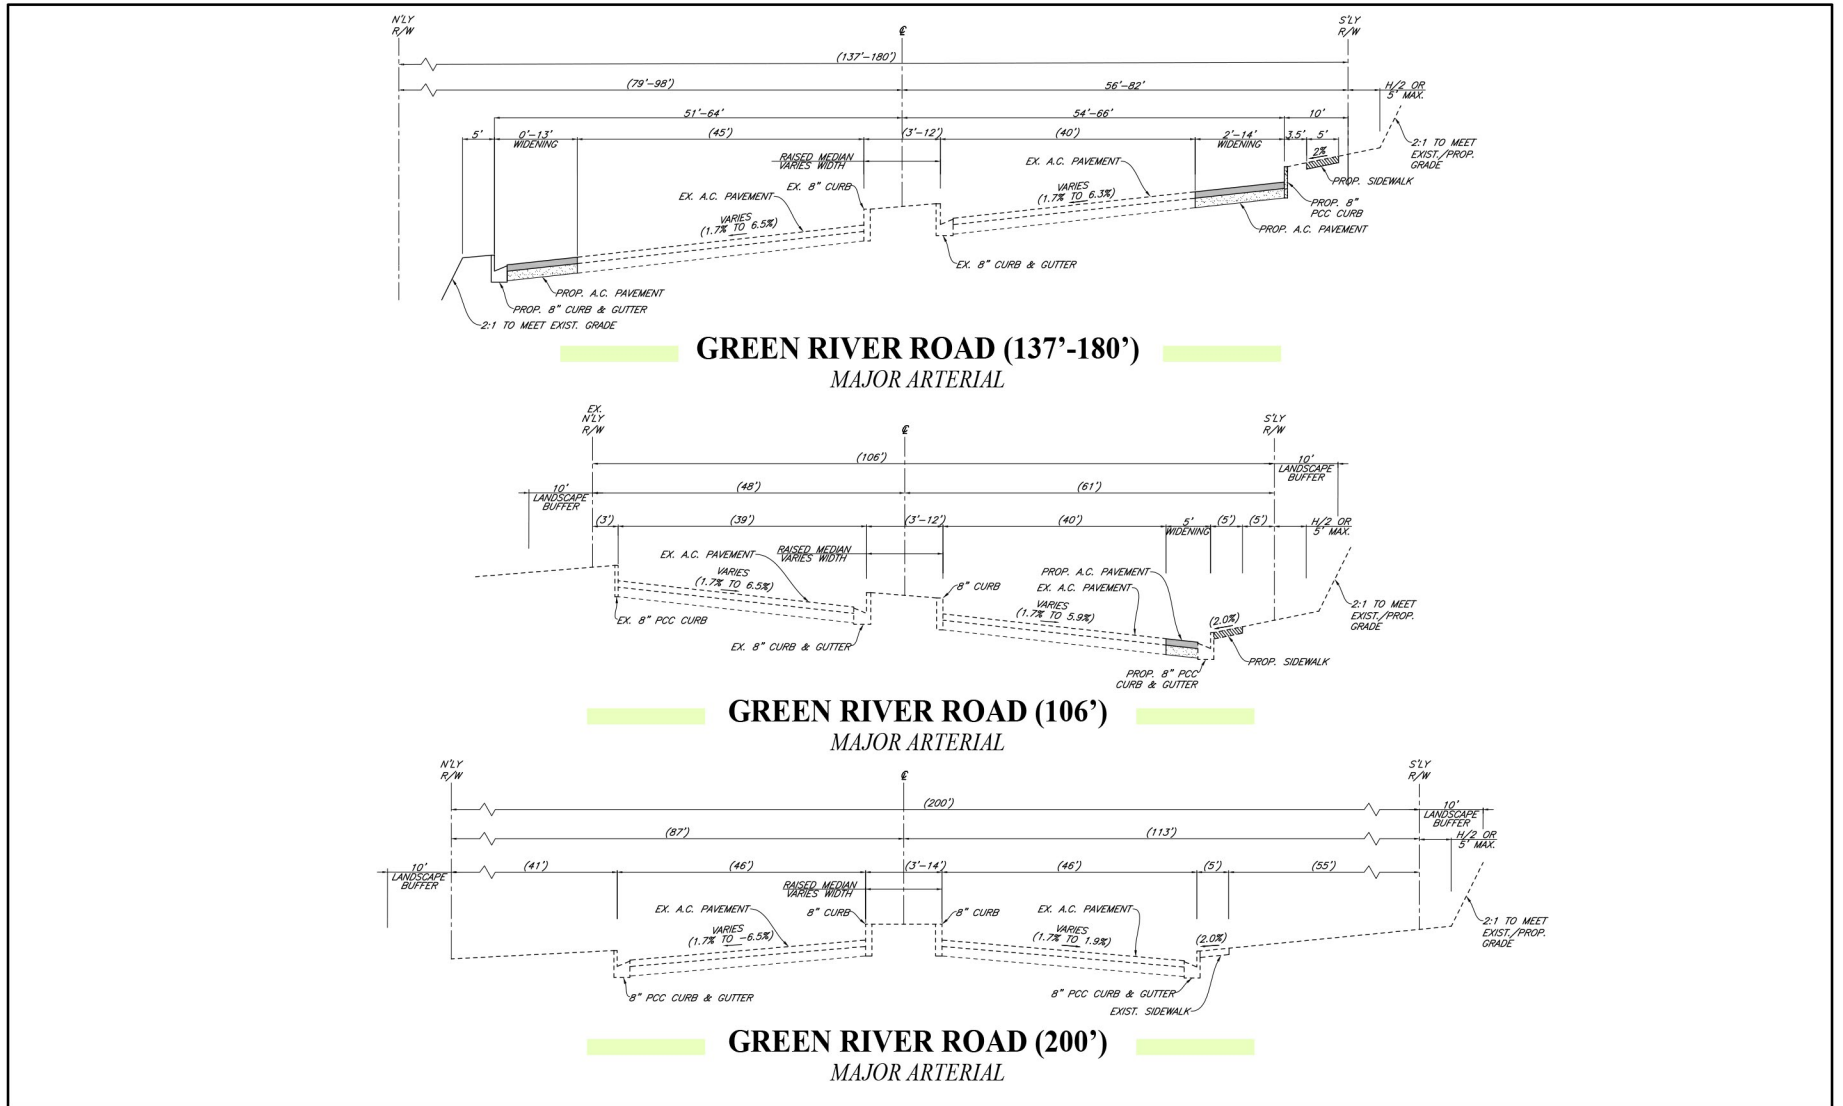 N'LY
R/W
℄
S'LY
R/W
(137'-180')
(79'-98')
56'-82'
H/2 OR
5' MAX.
51'-64'
54'-66'
10'
5'
0'-13'
WIDENING
(45')
(3'-12')
(40')
2'-14'
WIDENING
3.5'
5'
RAISED MEDIAN
VARIES WIDTH
EX. A.C. PAVEMENT
2%
2:1 TO MEET
EXIST./PROP.
GRADE
EX. 8" CURB
EX. A.C. PAVEMENT
VARIES
(1.7% TO 6.3%)
PROP. SIDEWALK
VARIES
(1.7% TO 6.5%)
PROP. 8"
PCC CURB
PROP. A.C. PAVEMENT
EX. 8" CURB & GUTTER
PROP. A.C. PAVEMENT
PROP. 8" CURB & GUTTER
2:1 TO MEET EXIST. GRADE
GREEN RIVER ROAD (137'-180')
MAJOR ARTERIAL
EX.
N'LY
R/W
℄
S'LY
R/W
(106')
10'
LANDSCAPE
BUFFER
10'
LANDSCAPE
BUFFER
(48')
(61')
(3')
(39')
(3'-12')
(40')
5'
WIDENING
(5')
(5')
H/2 OR
5' MAX.
EX. A.C. PAVEMENT
RAISED MEDIAN
VARIES WIDTH
VARIES
(1.7% TO 6.5%)
8" CURB
PROP. A.C. PAVEMENT
EX. A.C. PAVEMENT
VARIES
(1.7% TO 5.9%)
(2.0%)
2:1 TO MEET
EXIST./PROP.
GRADE
EX. 8" PCC CURB
EX. 8" CURB & GUTTER
PROP. SIDEWALK
PROP. 8" PCC
CURB & GUTTER
GREEN RIVER ROAD (106')
MAJOR ARTERIAL
N'LY
R/W
℄
S'LY
R/W
(200')
10'
LANDSCAPE
BUFFER
(87')
(113')
H/2 OR
5' MAX.
10'
LANDSCAPE
BUFFER
(41')
(46')
(3'-14')
(46')
(5')
(55')
RAISED MEDIAN
VARIES WIDTH
EX. A.C. PAVEMENT
8" CURB
8" CURB
EX. A.C. PAVEMENT
VARIES
(1.7% TO -6.5%)
VARIES
(1.7% TO 1.9%)
(2.0%)
2:1 TO MEET
EXIST./PROP.
GRADE
8" PCC CURB & GUTTER
8" PCC CURB & GUTTER
EXIST. SIDEWALK
GREEN RIVER ROAD (200')
MAJOR ARTERIAL